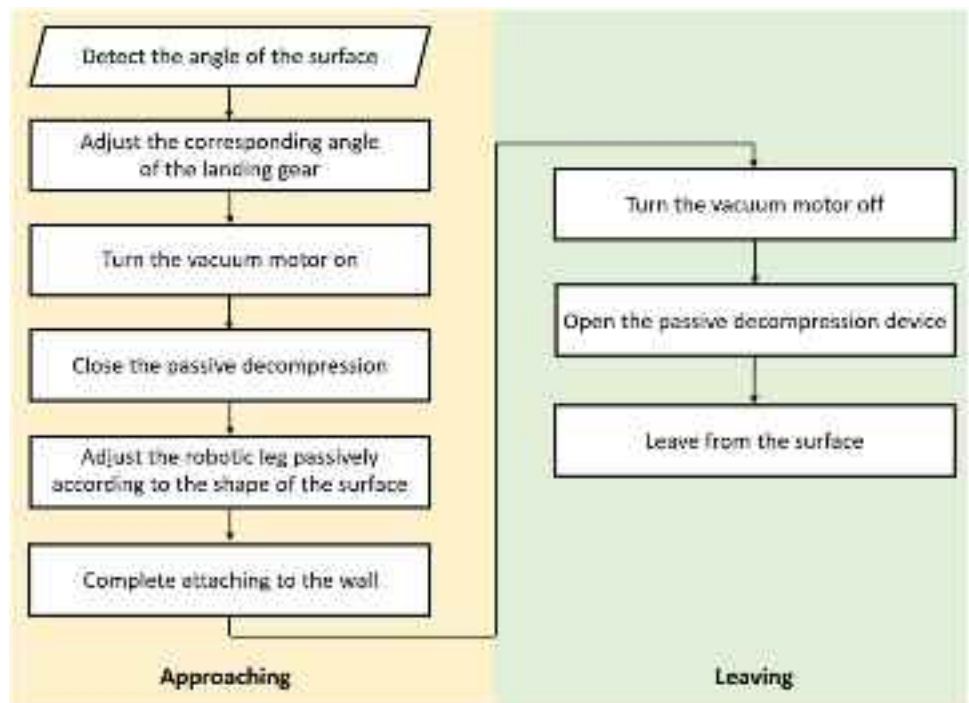 Detect the angle of the surface
Adjust the corresponding angle
of the landing gear
Turn the vacuum motor on
Close the passive decompression
Adjust the robotic leg passively
according to the shape of the surface
Complete attaching to the wall
Approaching
Turn the vacuum motor off
Open the passive decompression device
Leave from the surface
Leaving